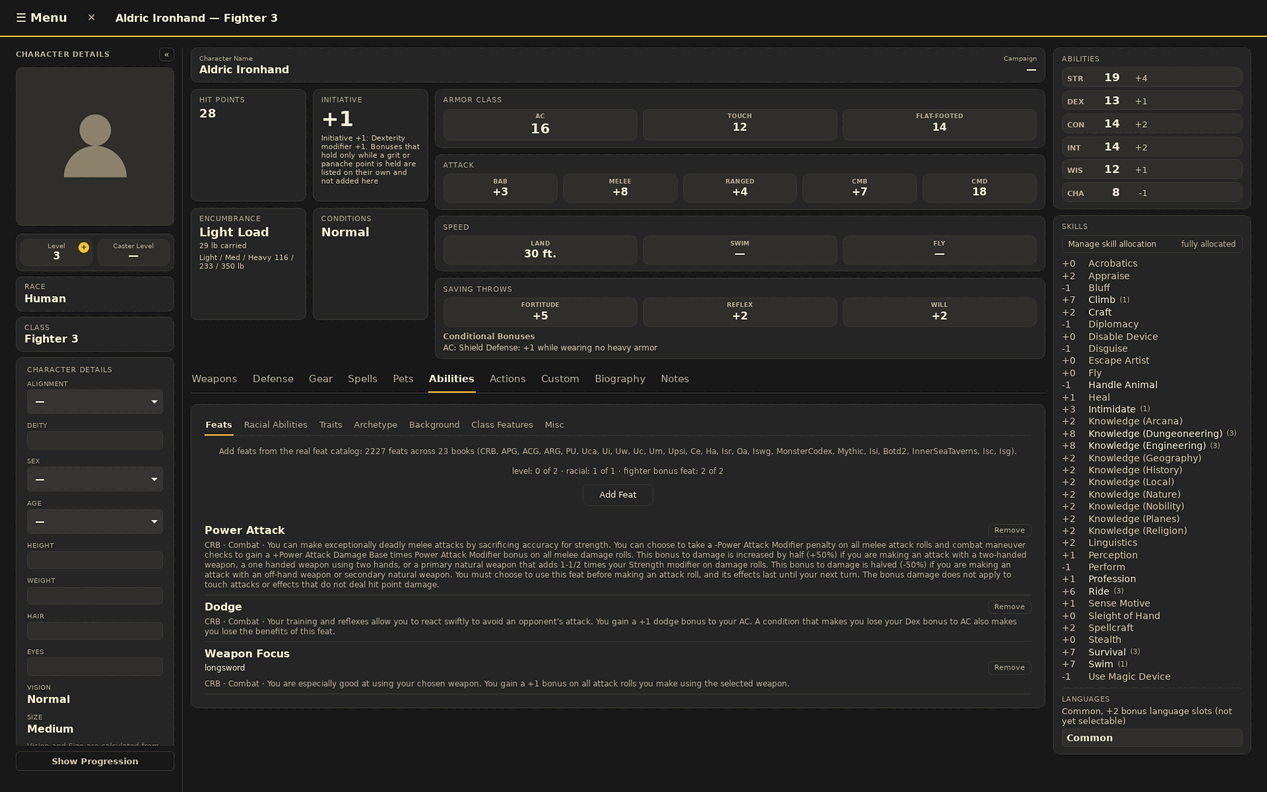 ☰ Menu
×
Aldric Ironhand — Fighter 3
CHARACTER DETAILS
«
Level
3
+
Caster Level
—
RACE
Human
CLASS
Fighter 3
CHARACTER DETAILS
ALIGNMENT
—
DEITY
SEX
—
AGE
—
HEIGHT
WEIGHT
HAIR
EYES
VISION
Normal
SIZE
Medium
Vision and Size are calculated from
Show Progression
Character Name
Aldric Ironhand
Campaign
—
HIT POINTS
28
INITIATIVE
+1
Initiative +1: Dexterity
modifier +1. Bonuses that
hold only while a grit or
panache point is held are
listed on their own and
not added here
ENCUMBRANCE
Light Load
29 lb carried
Light / Med / Heavy 116 /
233 / 350 lb
CONDITIONS
Normal
ARMOR CLASS
AC
16
TOUCH
12
FLAT-FOOTED
14
ATTACK
BAB
+3
MELEE
+8
RANGED
+4
CMB
+7
CMD
18
SPEED
LAND
30 ft.
SWIM
—
FLY
—
SAVING THROWS
FORTITUDE
+5
REFLEX
+2
WILL
+2
Conditional Bonuses
AC: Shield Defense: +1 while wearing no heavy armor
Weapons Defense Gear Spells Pets Abilities Actions Custom Biography Notes
Feats Racial Abilities Traits Archetype Background Class Features Misc
Add feats from the real feat catalog: 2227 feats across 23 books (CRB, APG, ACG, ARG, PU, Uca, Ui, Uw, Uc, Um, Upsi, Ce, Ha, Isr, Oa, Iswg, MonsterCodex, Mythic, Isi, Botd2, InnerSeaTaverns, Isc, Isg).
level: 0 of 2 · racial: 1 of 1 · fighter bonus feat: 2 of 2
Add Feat
Power Attack
Remove
CRB · Combat · You can make exceptionally deadly melee attacks by sacrificing accuracy for strength. You can choose to take a -Power Attack Modifier penalty on all melee attack rolls and combat maneuver
checks to gain a +Power Attack Damage Base times Power Attack Modifier bonus on all melee damage rolls. This bonus to damage is increased by half (+50%) if you are making an attack with a two-handed
weapon, a one handed weapon using two hands, or a primary natural weapon that adds 1-1/2 times your Strength modifier on damage rolls. This bonus to damage is halved (-50%) if you are making an
attack with an off-hand weapon or secondary natural weapon. You must choose to use this feat before making an attack roll, and its effects last until your next turn. The bonus damage does not apply to
touch attacks or effects that do not deal hit point damage.
Dodge
Remove
CRB · Combat · Your training and reflexes allow you to react swiftly to avoid an opponent's attack. You gain a +1 dodge bonus to your AC. A condition that makes you lose your Dex bonus to AC also makes
you lose the benefits of this feat.
Weapon Focus
longsword
Remove
CRB · Combat · You are especially good at using your chosen weapon. You gain a +1 bonus on all attack rolls you make using the selected weapon.
ABILITIES
STR 19 +4
DEX 13 +1
CON 14 +2
INT 14 +2
WIS 12 +1
CHA 8 -1
SKILLS
Manage skill allocation fully allocated
+0 Acrobatics
+2 Appraise
-1 Bluff
+7 Climb (1)
+2 Craft
-1 Diplomacy
+0 Disable Device
-1 Disguise
+0 Escape Artist
+0 Fly
-1 Handle Animal
+1 Heal
+3 Intimidate (1)
+2 Knowledge (Arcana)
+8 Knowledge (Dungeoneering) (3)
+8 Knowledge (Engineering) (3)
+2 Knowledge (Geography)
+2 Knowledge (History)
+2 Knowledge (Local)
+2 Knowledge (Nature)
+2 Knowledge (Nobility)
+2 Knowledge (Planes)
+2 Knowledge (Religion)
+2 Linguistics
+1 Perception
-1 Perform
+1 Profession
+6 Ride (3)
+1 Sense Motive
+0 Sleight of Hand
+2 Spellcraft
+0 Stealth
+7 Survival (3)
+7 Swim (1)
-1 Use Magic Device
LANGUAGES
Common, +2 bonus language slots (not
yet selectable)
Common